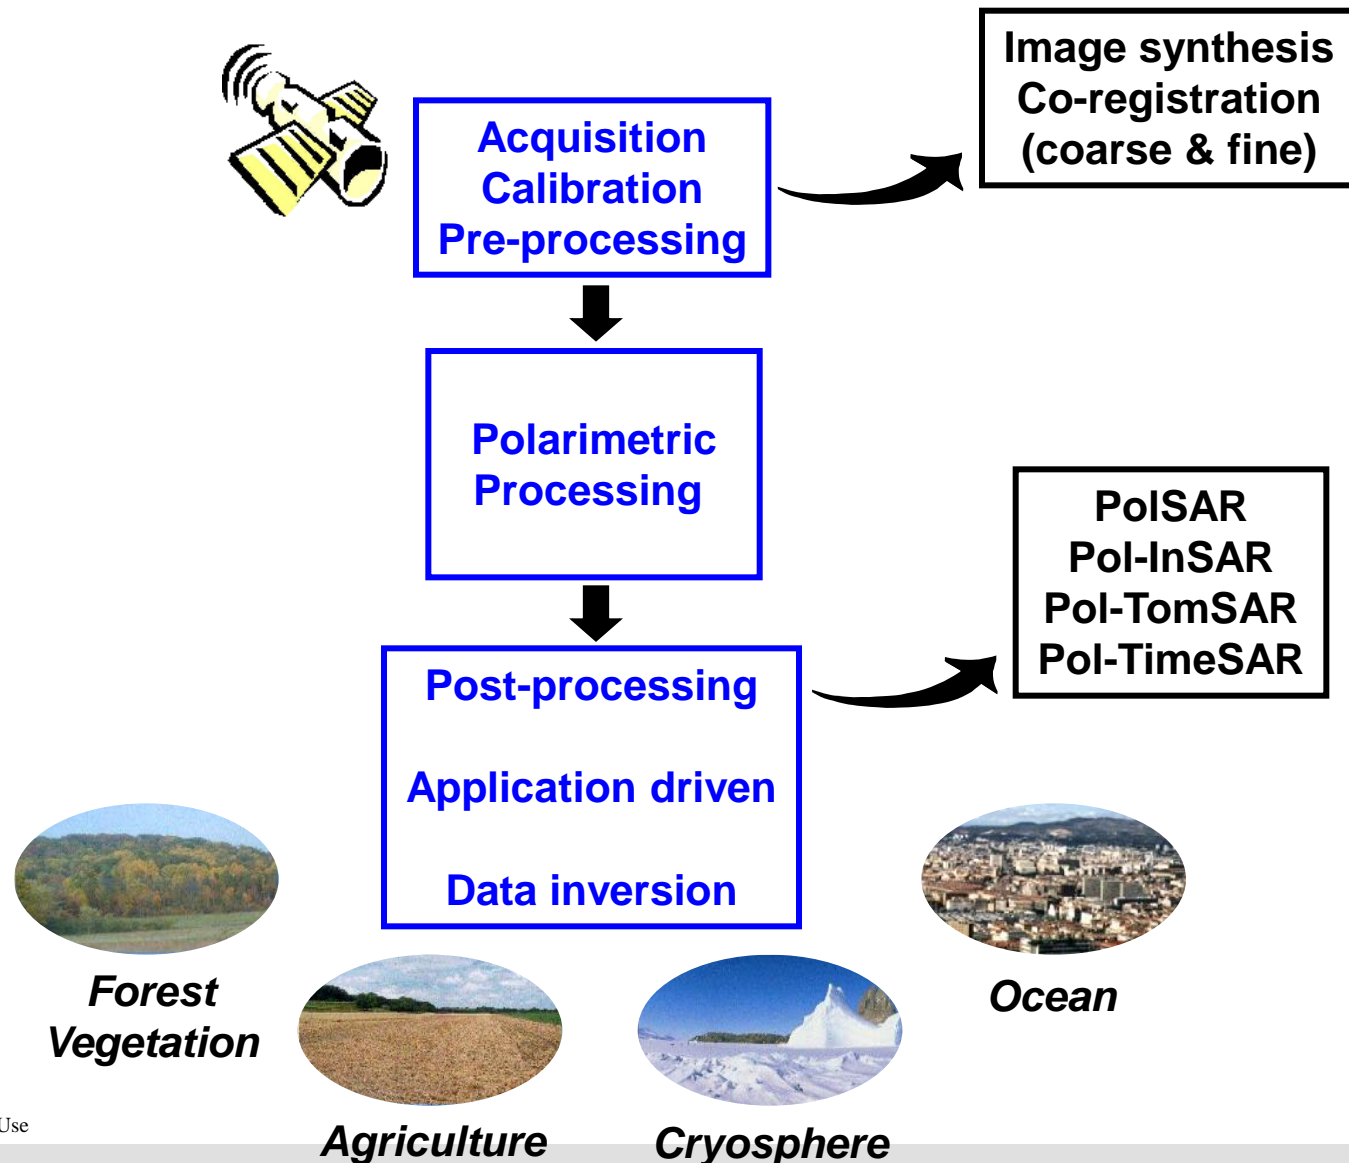 Image synthesis
Co-registration
(coarse & fine)
Acquisition
Calibration
Pre-processing
Polarimetric
Processing
PolSAR
Pol-InSAR
Pol-TomSAR
Pol-TimeSAR
Post-processing
Application driven
Data inversion
Forest
Vegetation
Agriculture
Cryosphere
Ocean
Use